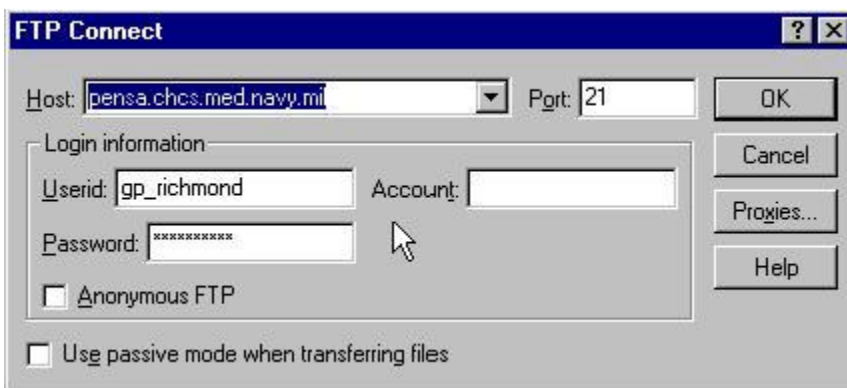 FTP Connect
Host: pensa.chcs.med.navy.mi Port: 21 OK
Login information
Cancel
Userid: gp_richmond Account:
Proxies...
Password: **********
Help
Anonymous FTP
Use passive mode when transferring files